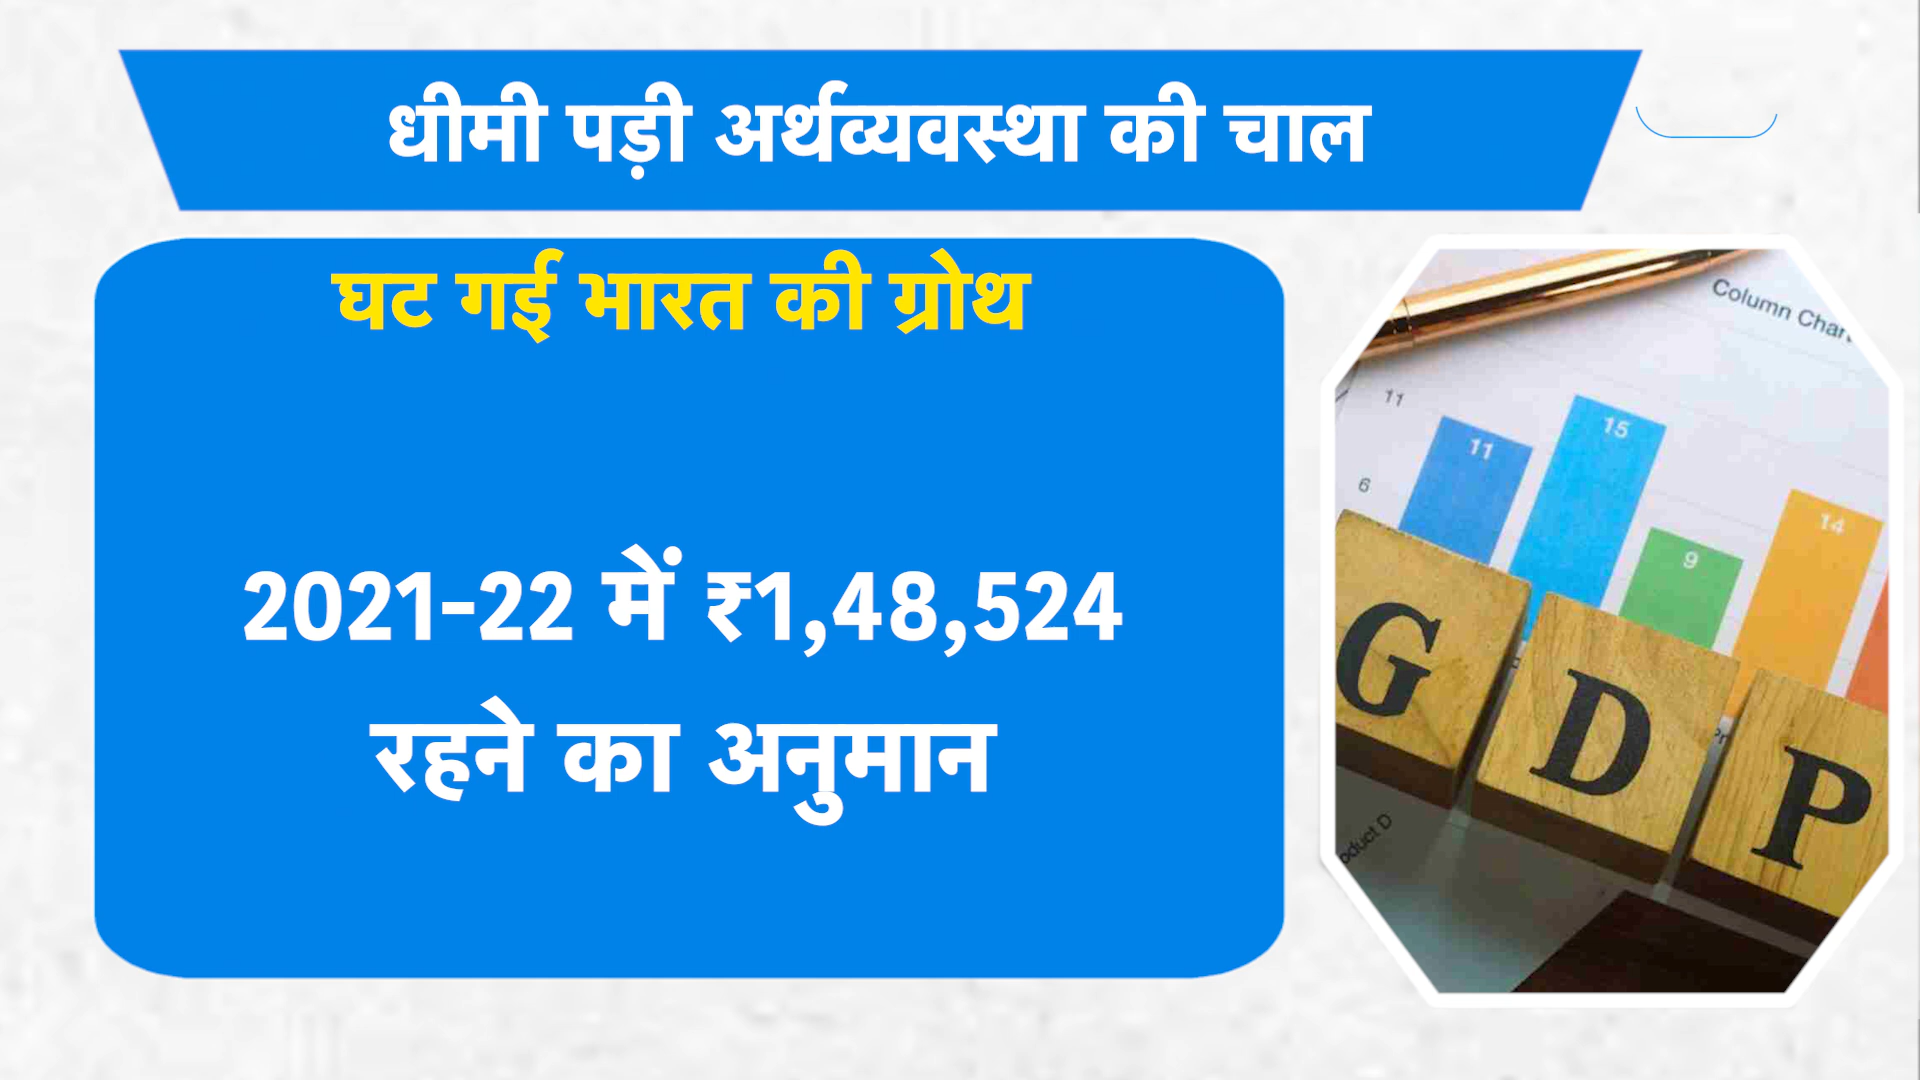 धीमी पड़ी अर्थव्यवस्था की चाल
घट गई भारत की ग्रोथ
2021-22 में ₹1,48,524
रहने का अनुमान
Column Char
11
11
15
6
14
9
G D P
oduct D